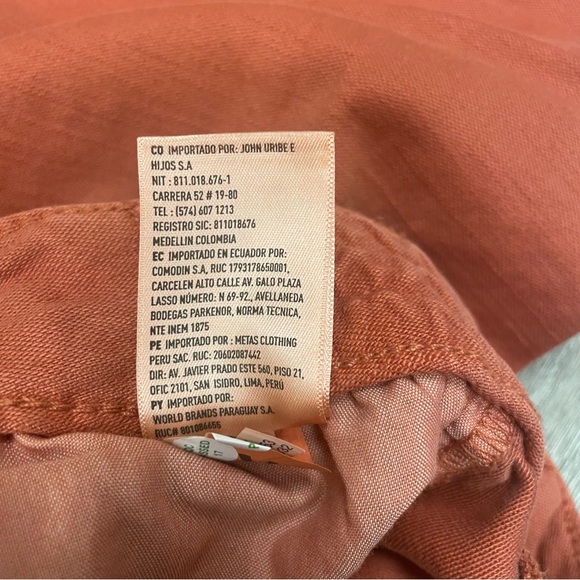 CO IMPORTADO POR: JOHN URIBE E
HIJOS S.A
NIT : 811.018.676-1
CARRERA 52 # 19-80
TEL : (574) 607 1213
REGISTRO SIC: 811018676
MEDELLIN COLOMBIA
EC IMPORTADO EN ECUADOR POR:
COMODIN S.A, RUC 1793178650001,
CARCELEN ALTO CALLE AV. GALO PLAZA
LASSO NÚMERO: N 69-92., AVELLANEDA
BODEGAS PARKENOR, NORMA TECNICA,
NTE INEM 1875
PE IMPORTADO POR : METAS CLOTHING
PERU SAC. RUC: 20602087442
DIR: AV. JAVIER PRADO ESTE 560, PISO 21,
OFIC 2101, SAN ISIDRO, LIMA, PERÚ
PY IMPORTADO POR:
WORLD BRANDS PARAGUAY S.A.
RUC# 801086655
17